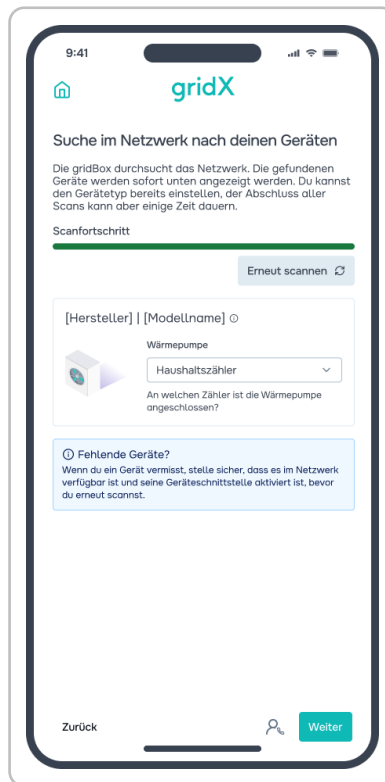 9:41
gridX
Suche im Netzwerk nach deinen Geräten
Die gridBox durchsucht das Netzwerk. Die gefundenen
Geräte werden sofort unten angezeigt werden. Du kannst
den Gerätetyp bereits einstellen, der Abschluss aller
Scans kann aber einige Zeit dauern.
Scanfortschritt
Erneut scannen
[Hersteller] | [Modellname]
Wärmepumpe
Haushaltszähler
An welchen Zähler ist die Wärmepumpe
angeschlossen?
Fehlende Geräte?
Wenn du ein Gerät vermisst, stelle sicher, dass es im Netzwerk
verfügbar ist und seine Geräteschnittstelle aktiviert ist, bevor
du erneut scannst.
Zurück
Weiter